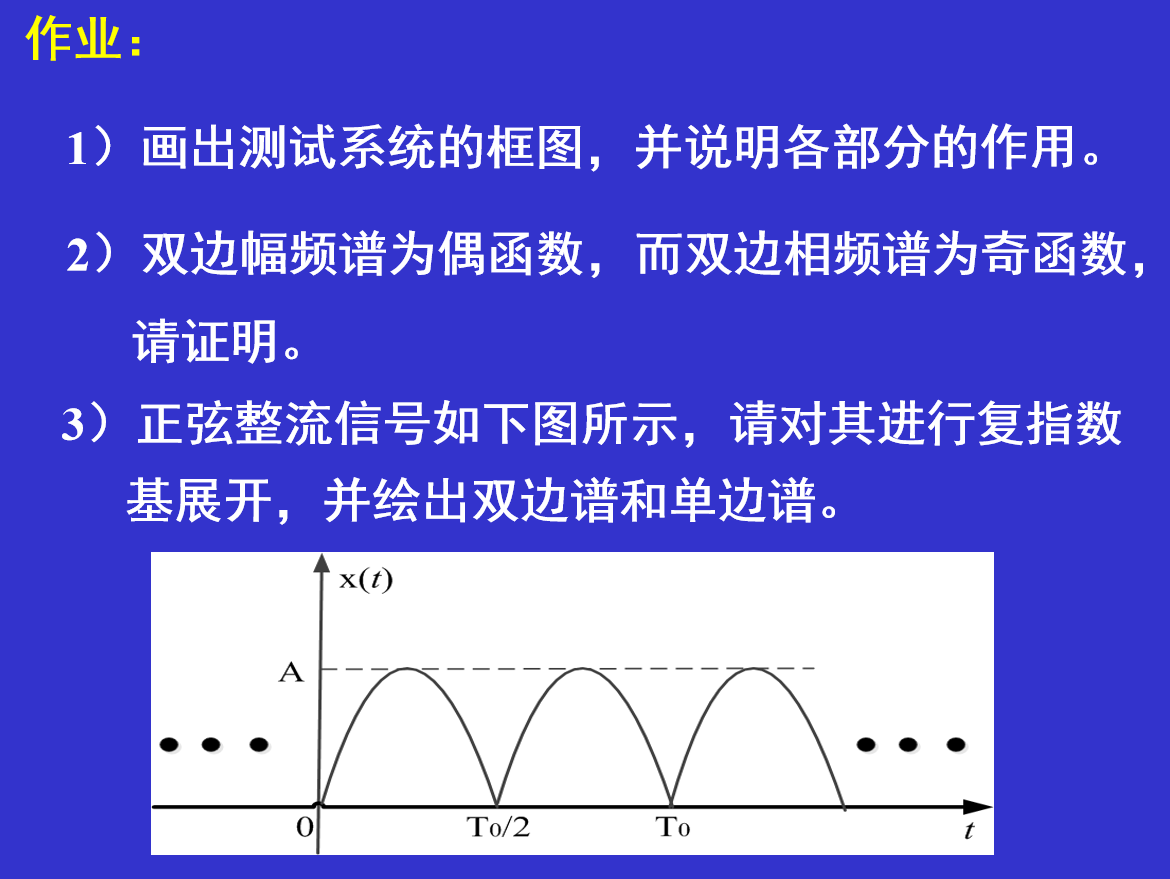 作业：
1）画出测试系统的框图，并说明各部分的作用。
2）双边幅频谱为偶函数，而双边相频谱为奇函数，
请证明。
3）正弦整流信号如下图所示，请对其进行复指数
基展开，并绘出双边谱和单边谱。
x(t)
A
0
T₀/2
T₀
t